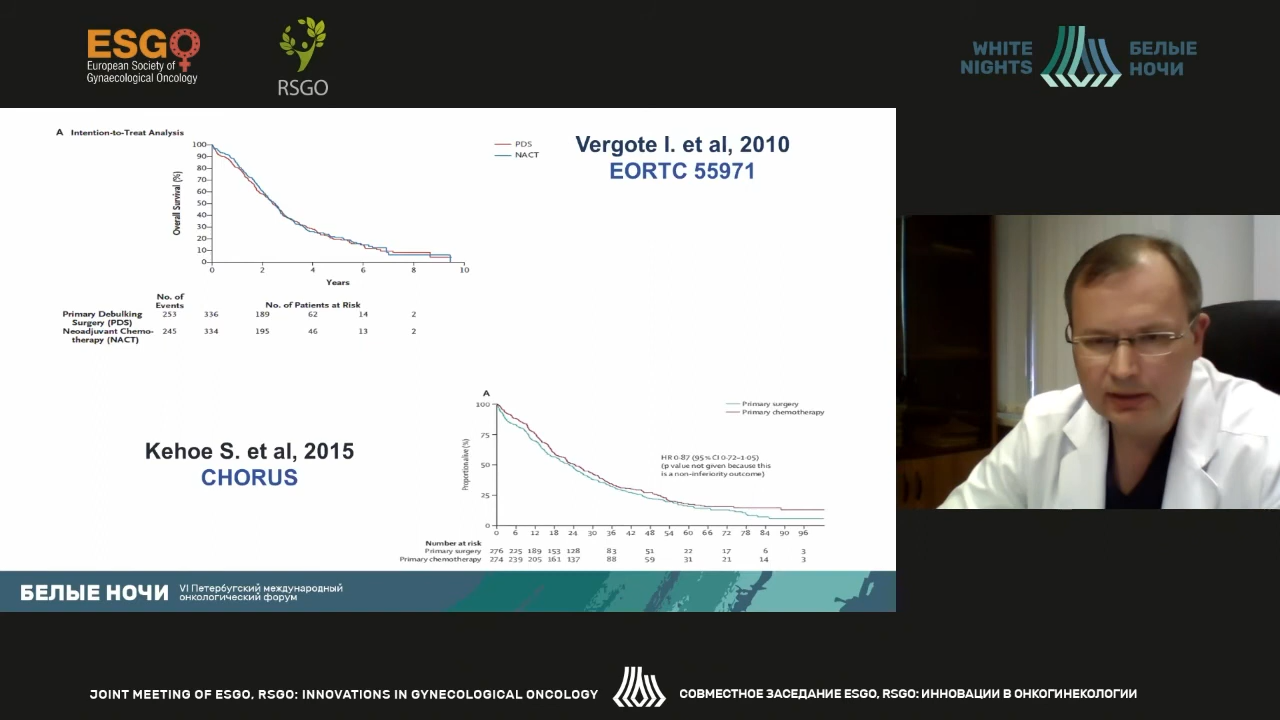 ESGO
European Society of
Gynaecological Oncology
RSGO
WHITE
NIGHTS
БЕЛЫЕ
НОЧИ
A Intention-to-Treat Analysis
PDS
NACT
Overall Survival (%)
100
90
80
70
60
50
40
30
20
10
0
0 2 4 6 8 10
Years
No. of
Events
No. of Patients at Risk
Primary Debulking
Surgery (PDS)
253 336 189 62 14 2
Neoadjuvant Chemo-
therapy (NACT)
245 334 195 46 13 2
Vergote I. et al, 2010
EORTC 55971
Kehoe S. et al, 2015
CHORUS
A
Primary surgery
Primary chemotherapy
Proportion alive (%)
100
75
50
25
0
HR 0·87 (95% CI 0·72–1·05)
(p value not given because this
is a non-inferiority outcome)
0 6 12 18 24 30 36 42 48 54 60 66 72 78 84 90 96
Number at risk
Primary surgery 276 225 189 153 128 83 51 22 17 6 3
Primary chemotherapy 274 239 205 161 137 88 59 31 21 14 3
БЕЛЫЕ НОЧИ
VI Петербугский международный
онкологический форум
JOINT MEETING OF ESGO, RSGO: INNOVATIONS IN GYNECOLOGICAL ONCOLOGY
СОВМЕСТНОЕ ЗАСЕДАНИЕ ESGO, RSGO: ИННОВАЦИИ В ОНКОГИНЕКОЛОГИИ